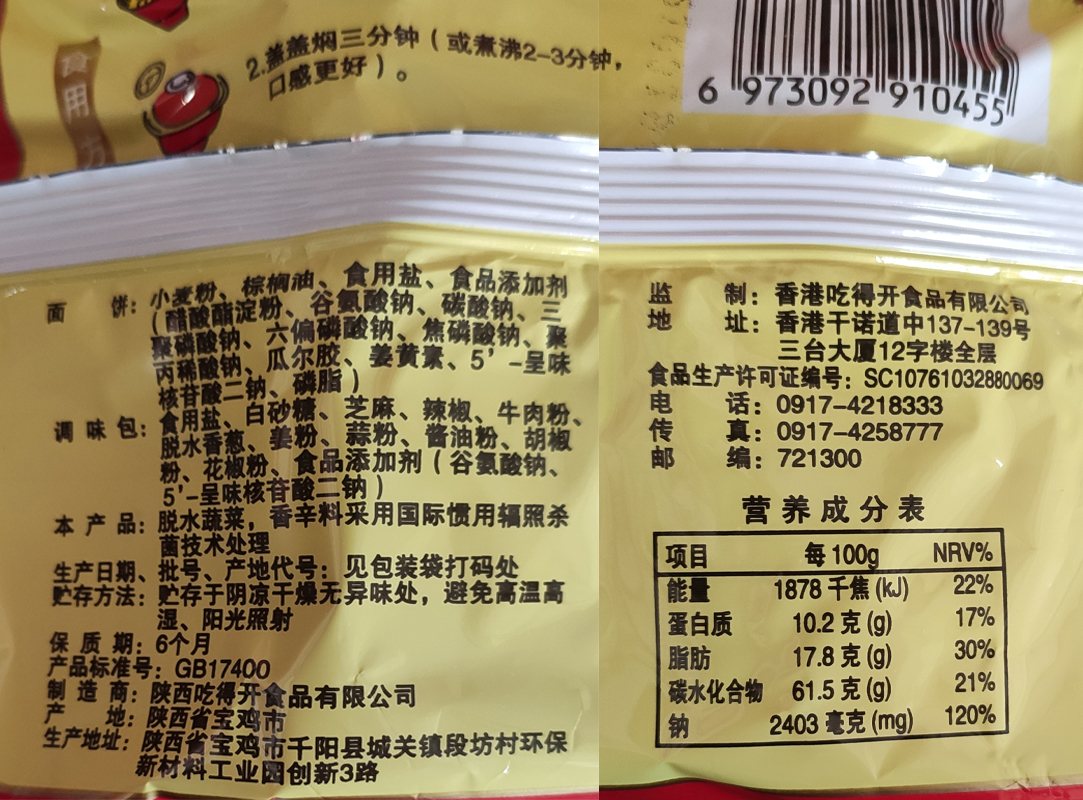 食用方
2.盖盖焖三分钟(或煮沸2-3分钟,
口感更好)。
面 饼:小麦粉、棕榈油、食用盐、食品添加剂
(醋酸酯淀粉、谷氨酸钠、碳酸钠、三
聚磷酸钠、六偏磷酸钠、焦磷酸钠、聚
丙稀酸钠、瓜尔胶、姜黄素、5’-呈味
核苷酸二钠、磷脂)
调味包:食用盐、白砂糖、芝麻、辣椒、牛肉粉、
脱水香葱、姜粉、蒜粉、酱油粉、胡椒
粉、花椒粉、食品添加剂(谷氨酸钠、
5’-呈味核苷酸二钠)
本产品:脱水蔬菜,香辛料采用国际惯用辐照杀
菌技术处理
生产日期、批号、产地代号:见包装袋打码处
贮存方法:贮存于阴凉干燥无异味处,避免高温高
湿、阳光照射
保质期:6个月
产品标准号:GB17400
制造商:陕西吃得开食品有限公司
产 地:陕西省宝鸡市
生产地址:陕西省宝鸡市千阳县城关镇段坊村环保
新材料工业园创新3路
6 973092 910455
监 制:香港吃得开食品有限公司
地 址:香港干诺道中137-139号
三台大厦12字楼全层
食品生产许可证编号:SC10761032880069
电 话:0917-4218333
传 真:0917-4258777
邮 编:721300
营养成分表
项目 每100g NRV%
能量 1878千焦(kJ) 22%
蛋白质 10.2克(g) 17%
脂肪 17.8克(g) 30%
碳水化合物 61.5克(g) 21%
钠 2403毫克(mg) 120%